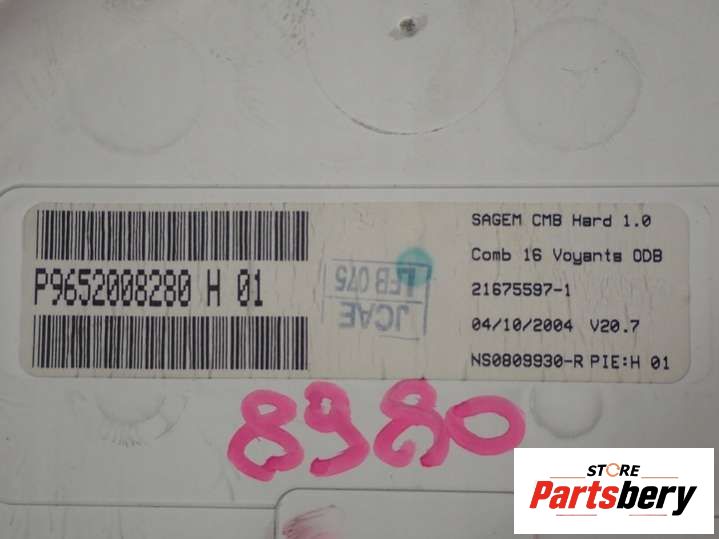 P9652008280 H 01
SAGEM CMB Hard 1.0
Comb 16 Voyants ODB
21675597-1
04/10/2004 V20.7
NS0809930-R PIE:H 01
JCAE
LEB 075
8980
STORE
Partsbery